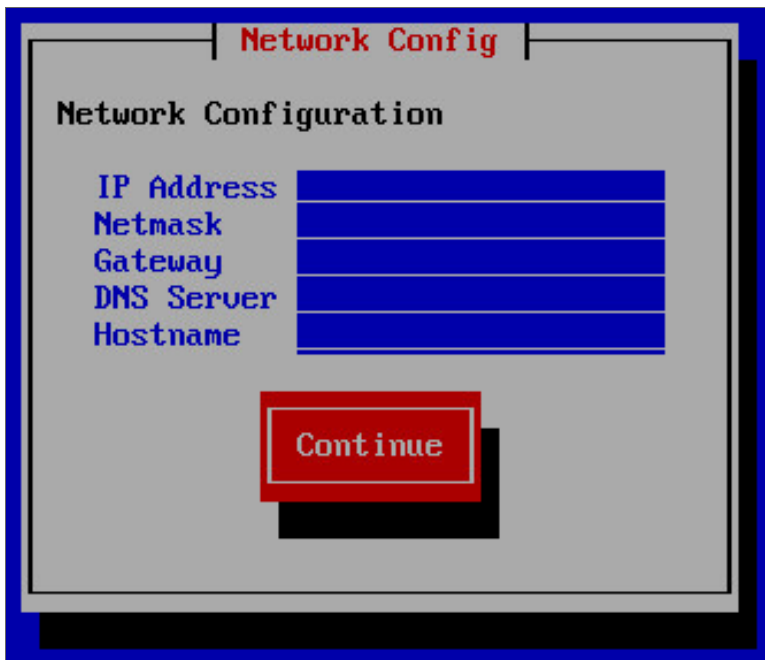 Network Config
Network Configuration
IP Address
Netmask
Gateway
DNS Server
Hostname
Continue